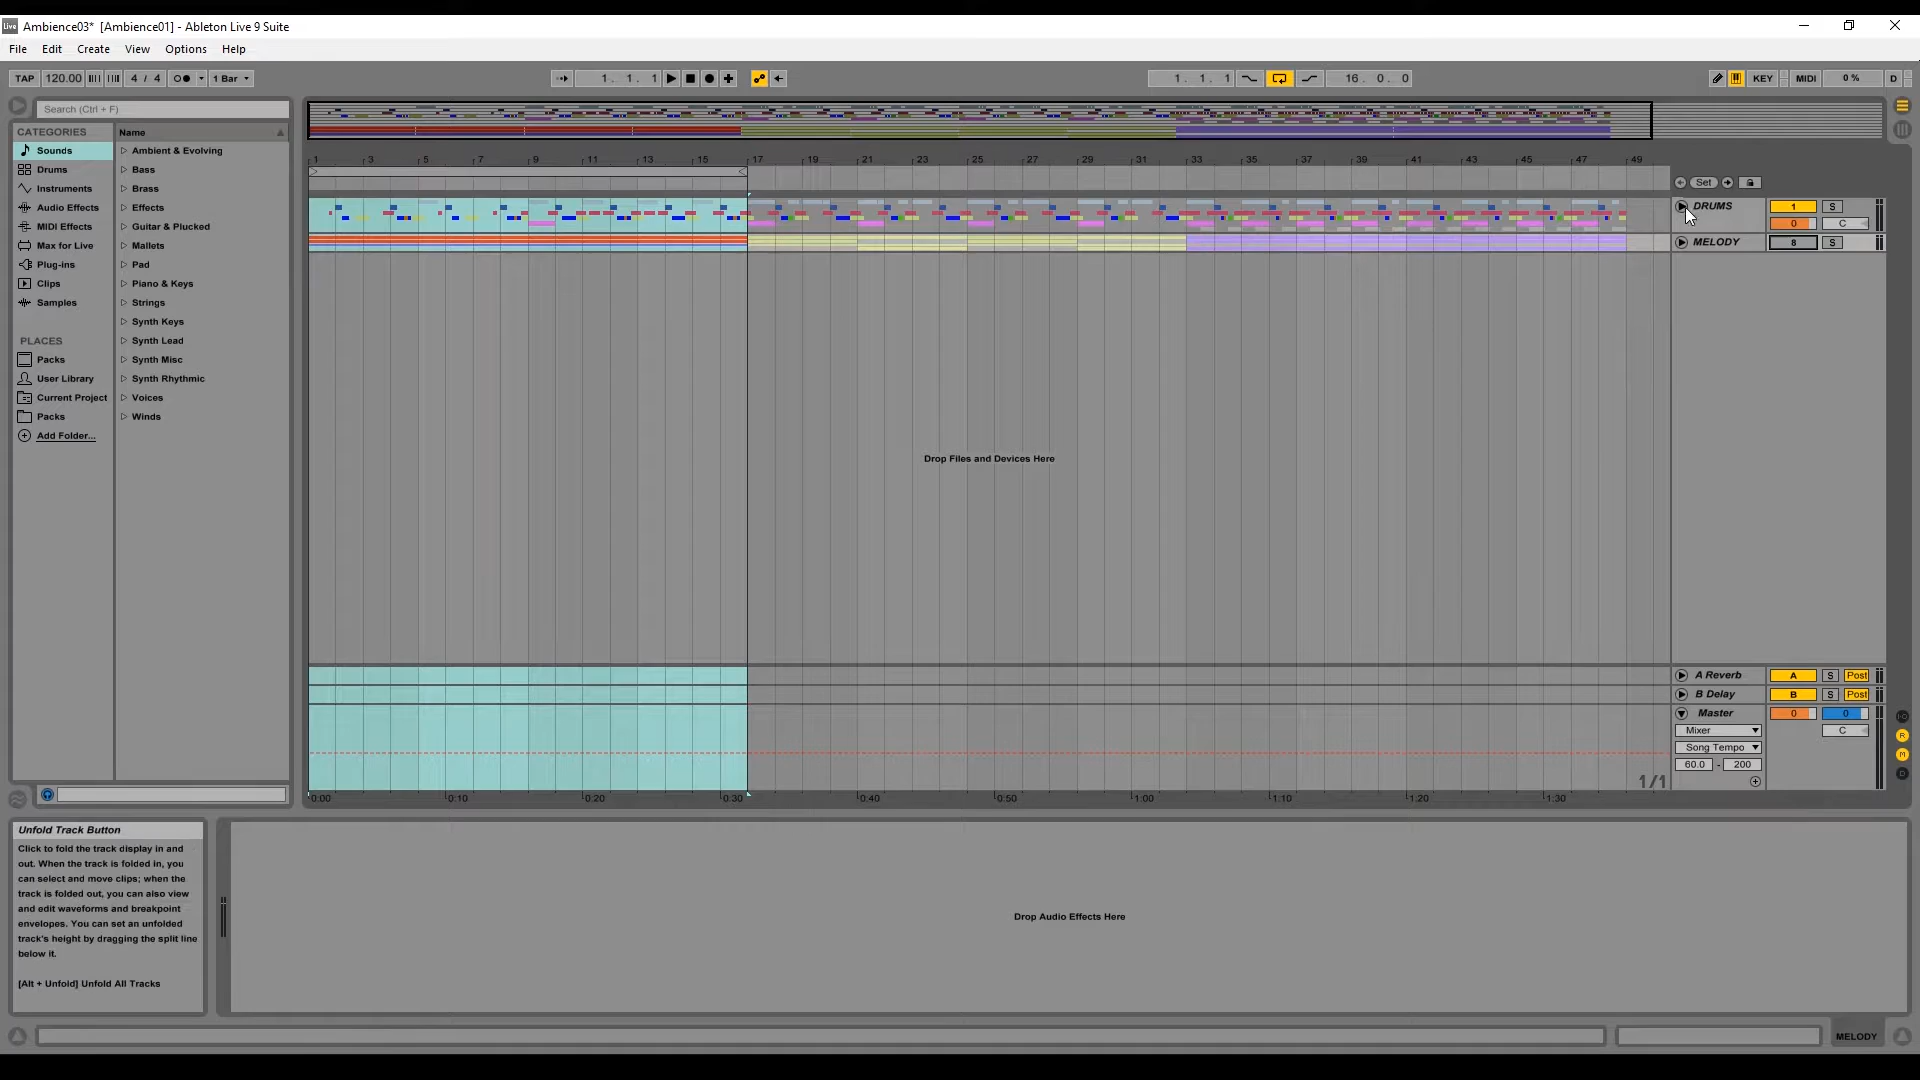 Live Ambience03* [Ambience01] - Ableton Live 9 Suite
File Edit Create View Options Help
TAP 120.00 4 / 4 1 Bar 1. 1. 1 1. 1. 1 16. 0. 0 KEY MIDI 0 % D
Search (Ctrl + F)
CATEGORIES
Sounds
Drums
Instruments
Audio Effects
MIDI Effects
Max for Live
Plug-ins
Clips
Samples
PLACES
Packs
User Library
Current Project
Packs
Add Folder...
Name
Ambient & Evolving
Bass
Brass
Effects
Guitar & Plucked
Mallets
Pad
Piano & Keys
Strings
Synth Keys
Synth Lead
Synth Misc
Synth Rhythmic
Voices
Winds
1 3 5 7 9 11 13 15 17 19 21 23 25 27 29 31 33 35 37 39 41 43 45 47 49
Set
DRUMS 1 S
0 C
MELODY 8 S
Drop Files and Devices Here
A Reverb A S Post
B Delay B S Post
Master 0 0
Mixer C
Song Tempo
60.0 - 200
1/1
0:00 0:10 0:20 0:30 0:40 0:50 1:00 1:10 1:20 1:30
R
M
D
Unfold Track Button
Click to fold the track display in and
out. When the track is folded in, you
can select and move clips; when the
track is folded out, you can also view
and edit waveforms and breakpoint
envelopes. You can set an unfolded
track's height by dragging the split line
below it.
[Alt + Unfold] Unfold All Tracks
Drop Audio Effects Here
MELODY